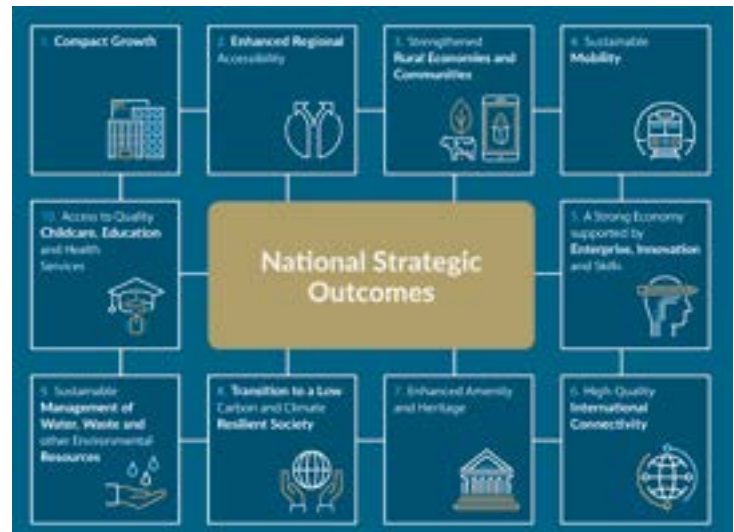 1. Compact Growth
2. Enhanced Regional
Accessibility
3. Strengthened
Rural Economies and
Communities
4. Sustainable
Mobility
10. Access to Quality
Childcare, Education
and Health
Services
National Strategic
Outcomes
5. A Strong Economy
supported by
Enterprise, Innovation
and Skills
9. Sustainable
Management of
Water, Waste and
other Environmental
Resources
8. Transition to a Low
Carbon and Climate
Resilient Society
7. Enhanced Amenity
and Heritage
6. High-Quality
International
Connectivity